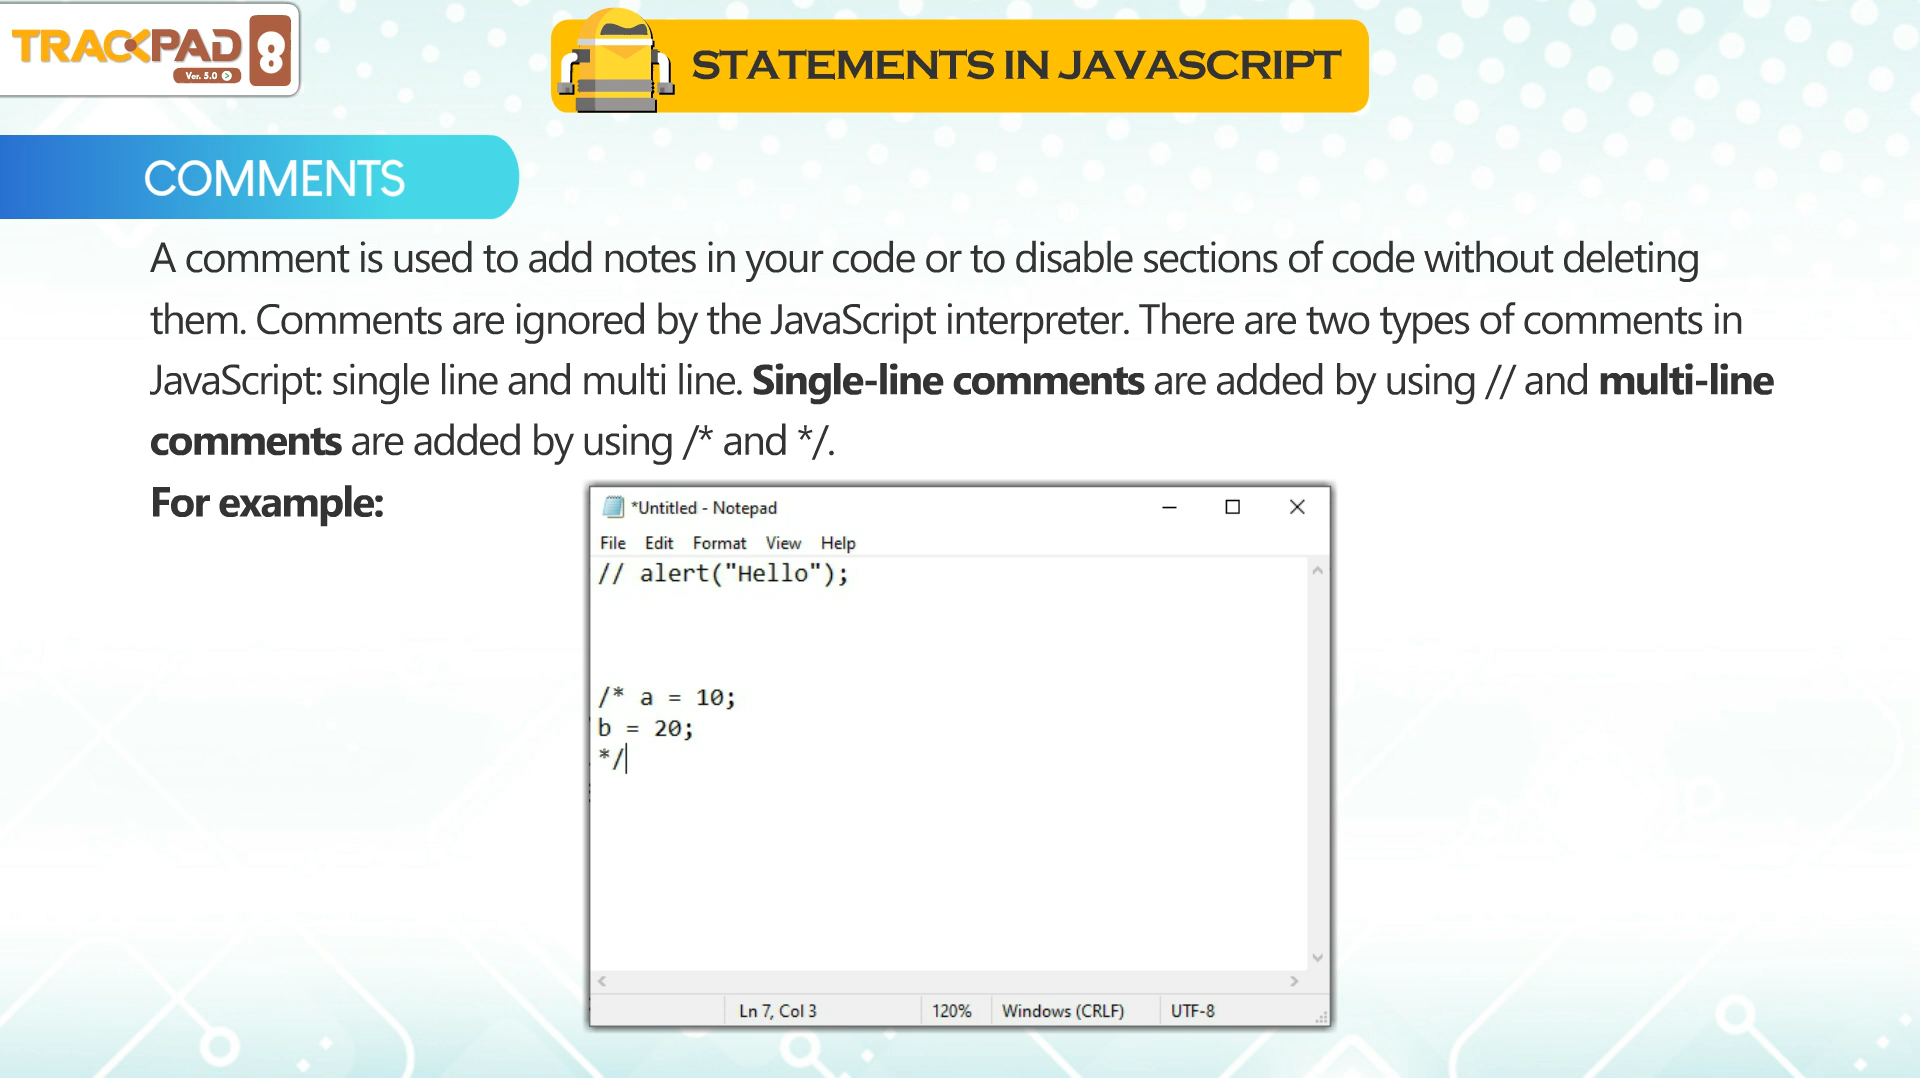 TRACKPAD
Ver. 5.0
8
STATEMENTS IN JAVASCRIPT
COMMENTS
A comment is used to add notes in your code or to disable sections of code without deleting
them. Comments are ignored by the JavaScript interpreter. There are two types of comments in
JavaScript: single line and multi line. Single-line comments are added by using // and multi-line
comments are added by using /* and */.
For example:
*Untitled - Notepad
File Edit Format View Help
// alert("Hello");
/* a = 10;
b = 20;
*/
Ln 7, Col 3 120% Windows (CRLF) UTF-8